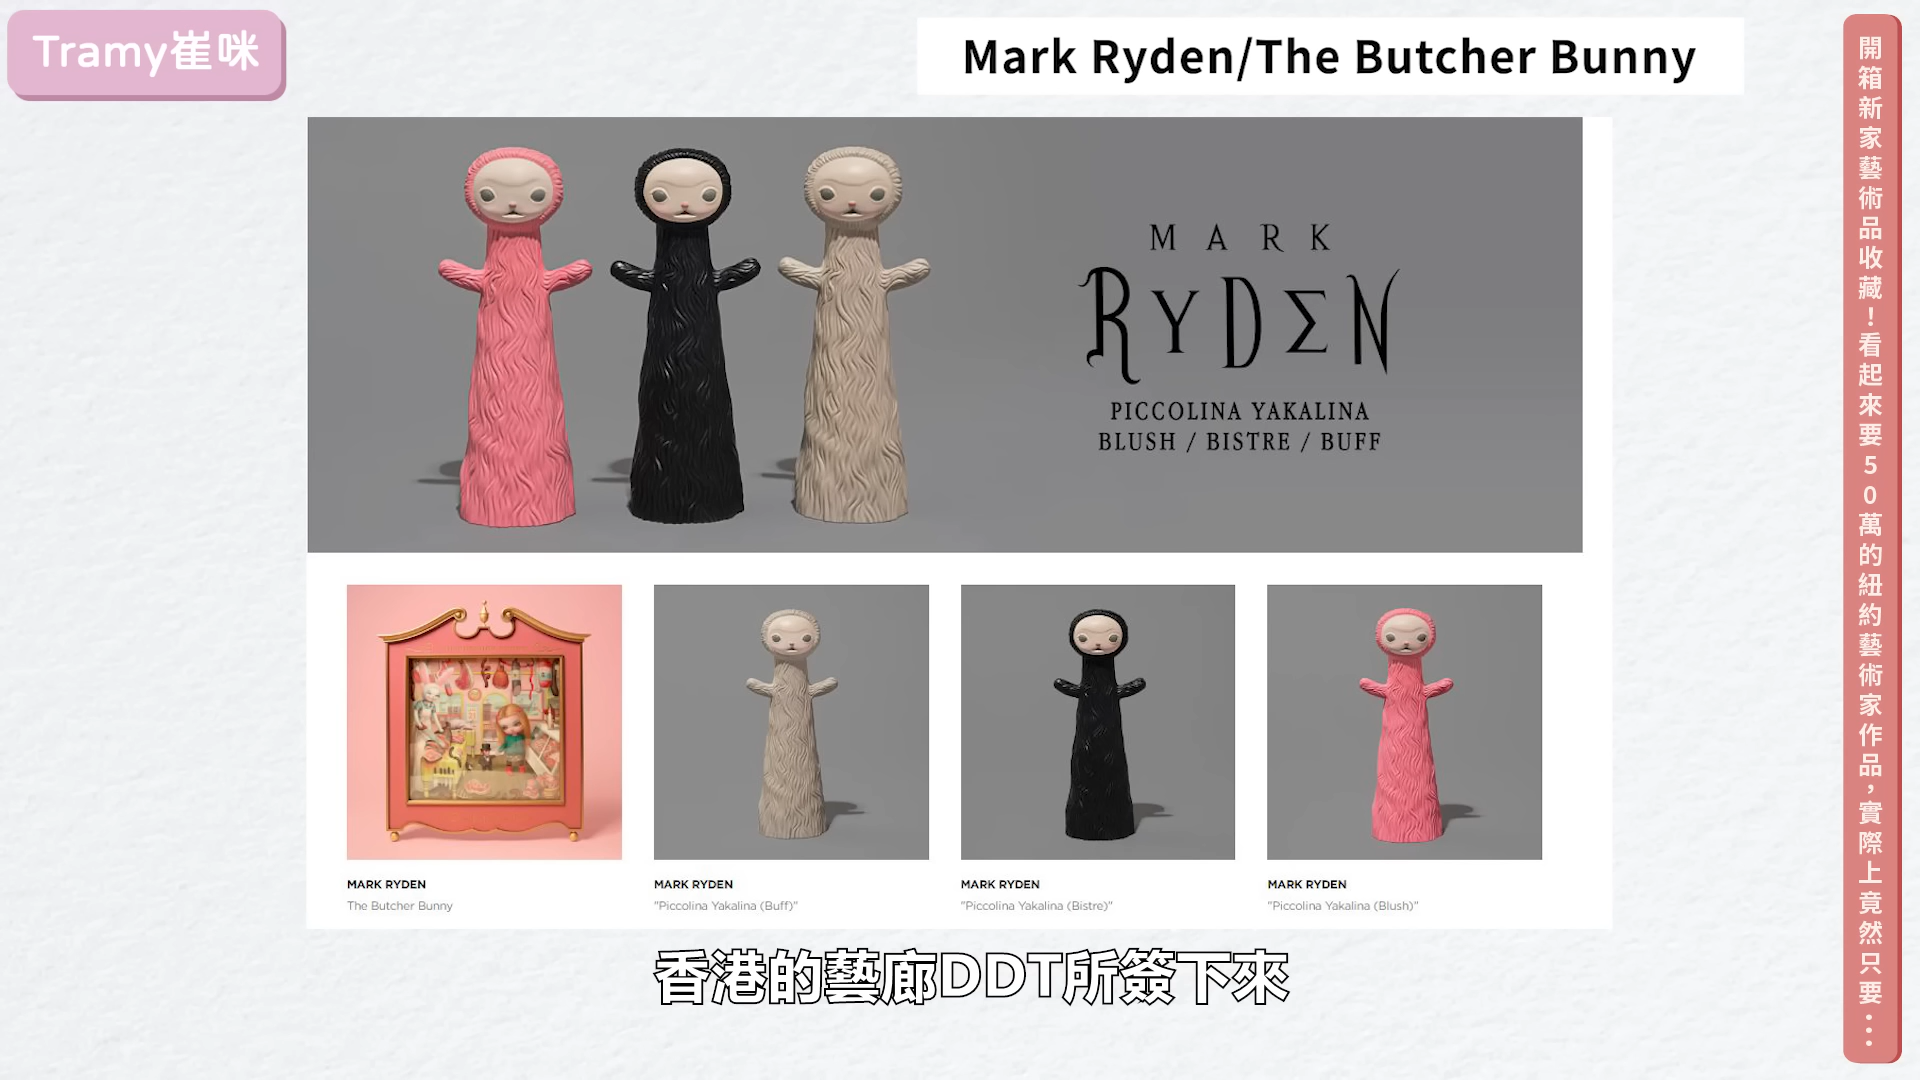 Tramy崔咪
Mark Ryden/The Butcher Bunny
MARK
RYDΣN
PICCOLINA YAKALINA
BLUSH / BISTRE / BUFF
MARK RYDEN
The Butcher Bunny
MARK RYDEN
"Piccolina Yakalina (Buff)"
MARK RYDEN
"Piccolina Yakalina (Bistre)"
MARK RYDEN
"Piccolina Yakalina (Blush)"
香港的藝廊DDT所簽下來
開箱新家藝術品收藏！看起來要50萬的紐約藝術家作品，實際上竟然只要...